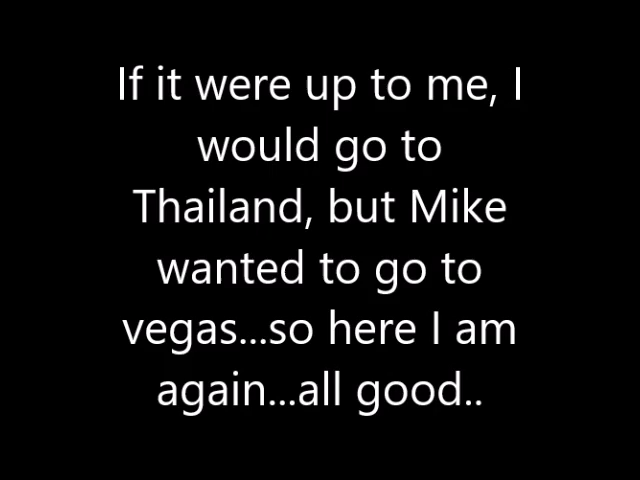 If it were up to me, I
would go to
Thailand, but Mike
wanted to go to
vegas...so here I am
again...all good..